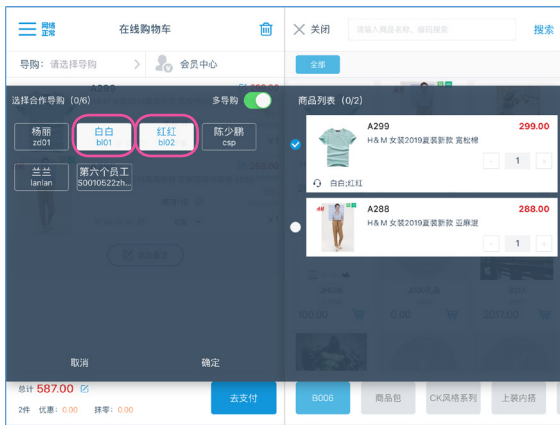 网络
正常
在线购物车
关闭
请输入商品名称、编码搜索
搜索
导购：请选择导购
会员中心
全部
A299
选择合作导购（0/6）
多导购
商品列表（0/2）
杨丽
zd01
白白
bl01
红红
bl02
陈少鹏
csp
兰兰
lanlan
第六个员工
S0010522zh...
A299
299.00
H&M 女装2019夏装新款 宽松棉
1
白白;红红
A288
288.00
H&M 女装2019夏装新款 亚麻混
1
100.00
0.00
取消
确定
总计 587.00
2件 优惠：0.00 抹零：0.00
去支付
B006
商品包
CK风格系列
上装内搭